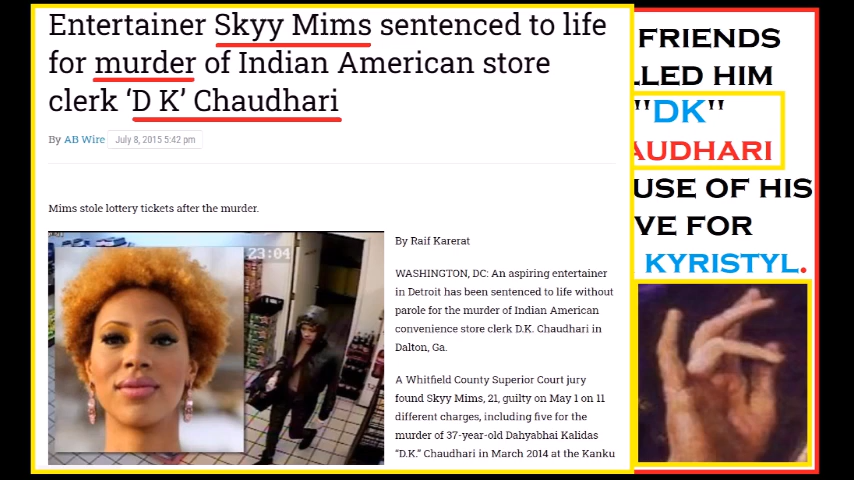 Entertainer Skyy Mims sentenced to life
for murder of Indian American store
clerk ‘D K’ Chaudhari
By AB Wire July 8, 2015 5:42 pm
Mims stole lottery tickets after the murder.
23:04
By Raif Karerat
WASHINGTON, DC: An aspiring entertainer
in Detroit has been sentenced to life without
parole for the murder of Indian American
convenience store clerk D.K. Chaudhari in
Dalton, Ga.
A Whitfield County Superior Court jury
found Skyy Mims, 21, guilty on May 1 on 11
different charges, including five for the
murder of 37-year-old Dahyabhai Kalidas
"D.K." Chaudhari in March 2014 at the Kanku
FRIENDS
LLED HIM
"DK"
AUDHARI
USE OF HIS
VE FOR
KYRISTYL.